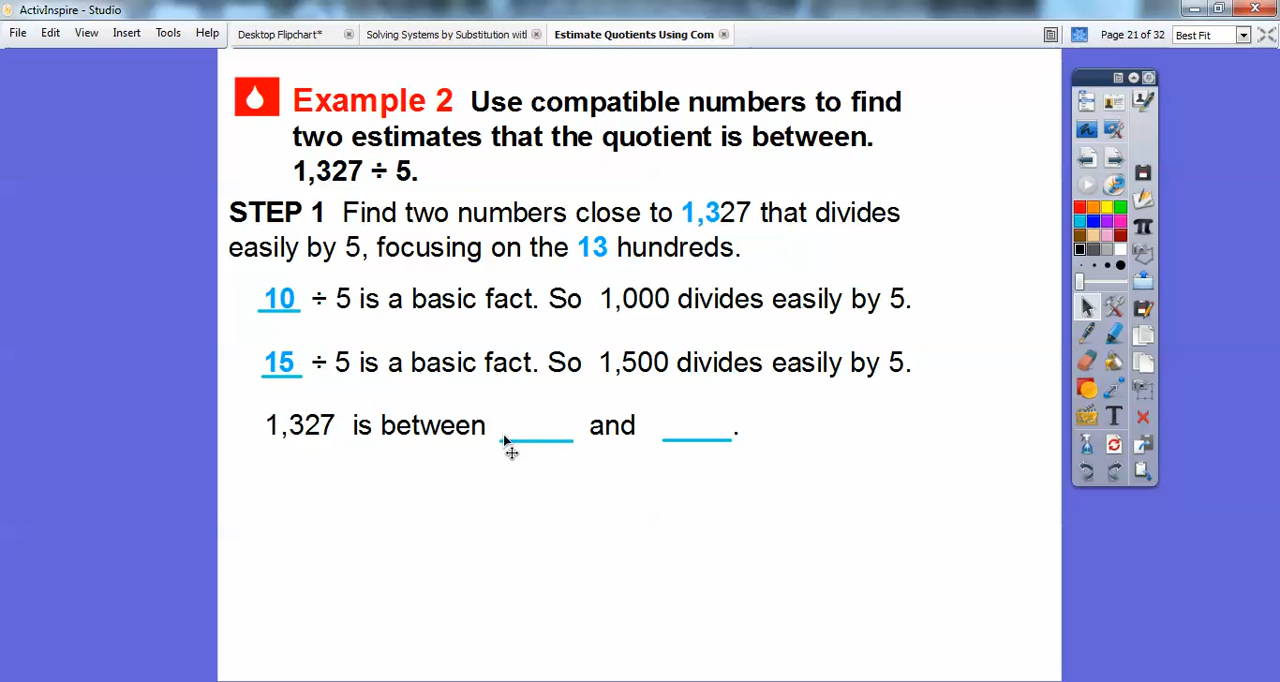 ActivInspire - Studio
File Edit View Insert Tools Help Desktop Flipchart* Solving Systems by Substitution witl Estimate Quotients Using Com Page 21 of 32 Best Fit
Example 2 Use compatible numbers to find
two estimates that the quotient is between.
1,327 ÷ 5.
STEP 1 Find two numbers close to 1,327 that divides
easily by 5, focusing on the 13 hundreds.
10 ÷ 5 is a basic fact. So 1,000 divides easily by 5.
15 ÷ 5 is a basic fact. So 1,500 divides easily by 5.
1,327 is between _____ and _____.